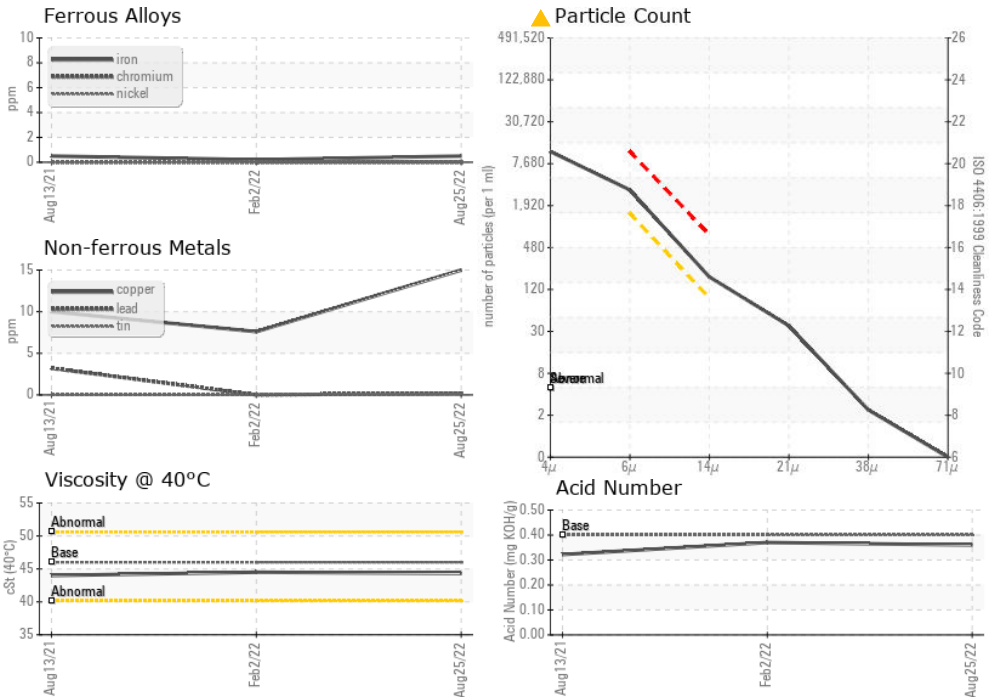 Ferrous Alloys
ppm
10
8
6
4
2
0
iron
chromium
nickel
Aug13/21
Feb2/22
Aug25/22
Non-ferrous Metals
ppm
15
10
5
0
copper
lead
tin
Aug13/21
Feb2/22
Aug25/22
Viscosity @ 40°C
cSt (40°C)
55
50
45
40
35
Abnormal
Base
Abnormal
Aug13/21
Feb2/22
Aug25/22
Particle Count
number of particles (per 1 ml)
491,520
122,880
30,720
7,680
1,920
480
120
30
8
2
0
Abnormal
4µ
6µ
14µ
21µ
38µ
71µ
26
24
22
20
18
16
14
12
10
8
6
ISO 4406:1999 Cleanliness Code
Acid Number
Acid Number (mg KOH/g)
0.50
0.40
0.30
0.20
0.10
0.00
Base
Aug13/21
Feb2/22
Aug25/22